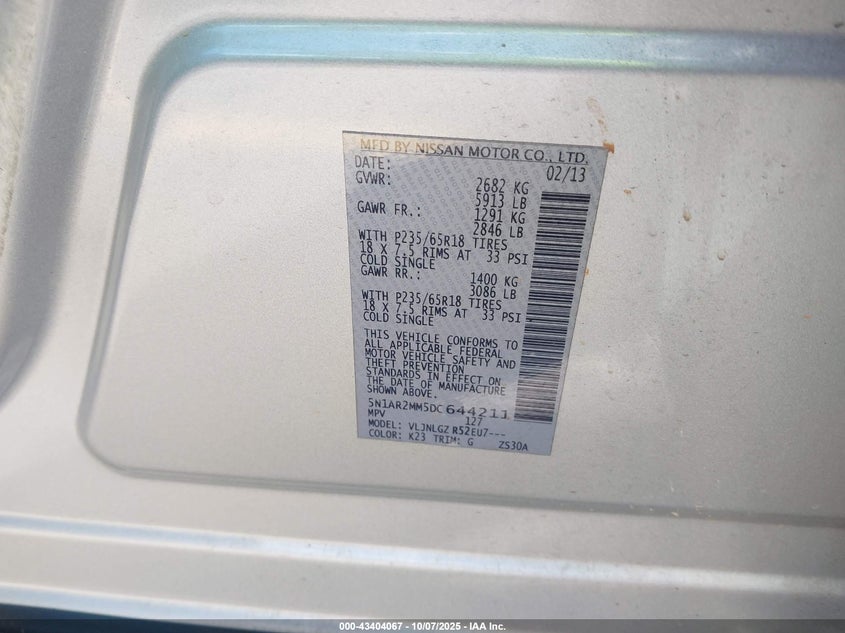 MFD BY NISSAN MOTOR CO., LTD.
DATE: 02/13
GVWR: 2682 KG
5913 LB
GAWR FR.: 1291 KG
2846 LB
WITH P235/65R18 TIRES
18 X 7.5 RIMS AT 33 PSI
COLD SINGLE
GAWR RR.: 1400 KG
3086 LB
WITH P235/65R18 TIRES
18 X 7.5 RIMS AT 33 PSI
COLD SINGLE
THIS VEHICLE CONFORMS TO
ALL APPLICABLE FEDERAL
MOTOR VEHICLE SAFETY AND
THEFT PREVENTION
STANDARDS IN EFFECT ON
THE DATE OF MANUFACTURE
SHOWN ABOVE.
5N1AR2MM5DC644211
MPV 127
MODEL: VLJNLGZ R52EU7---
COLOR: K23 TRIM: G ZS30A
000-43404067 - 10/07/2025 - IAA Inc.